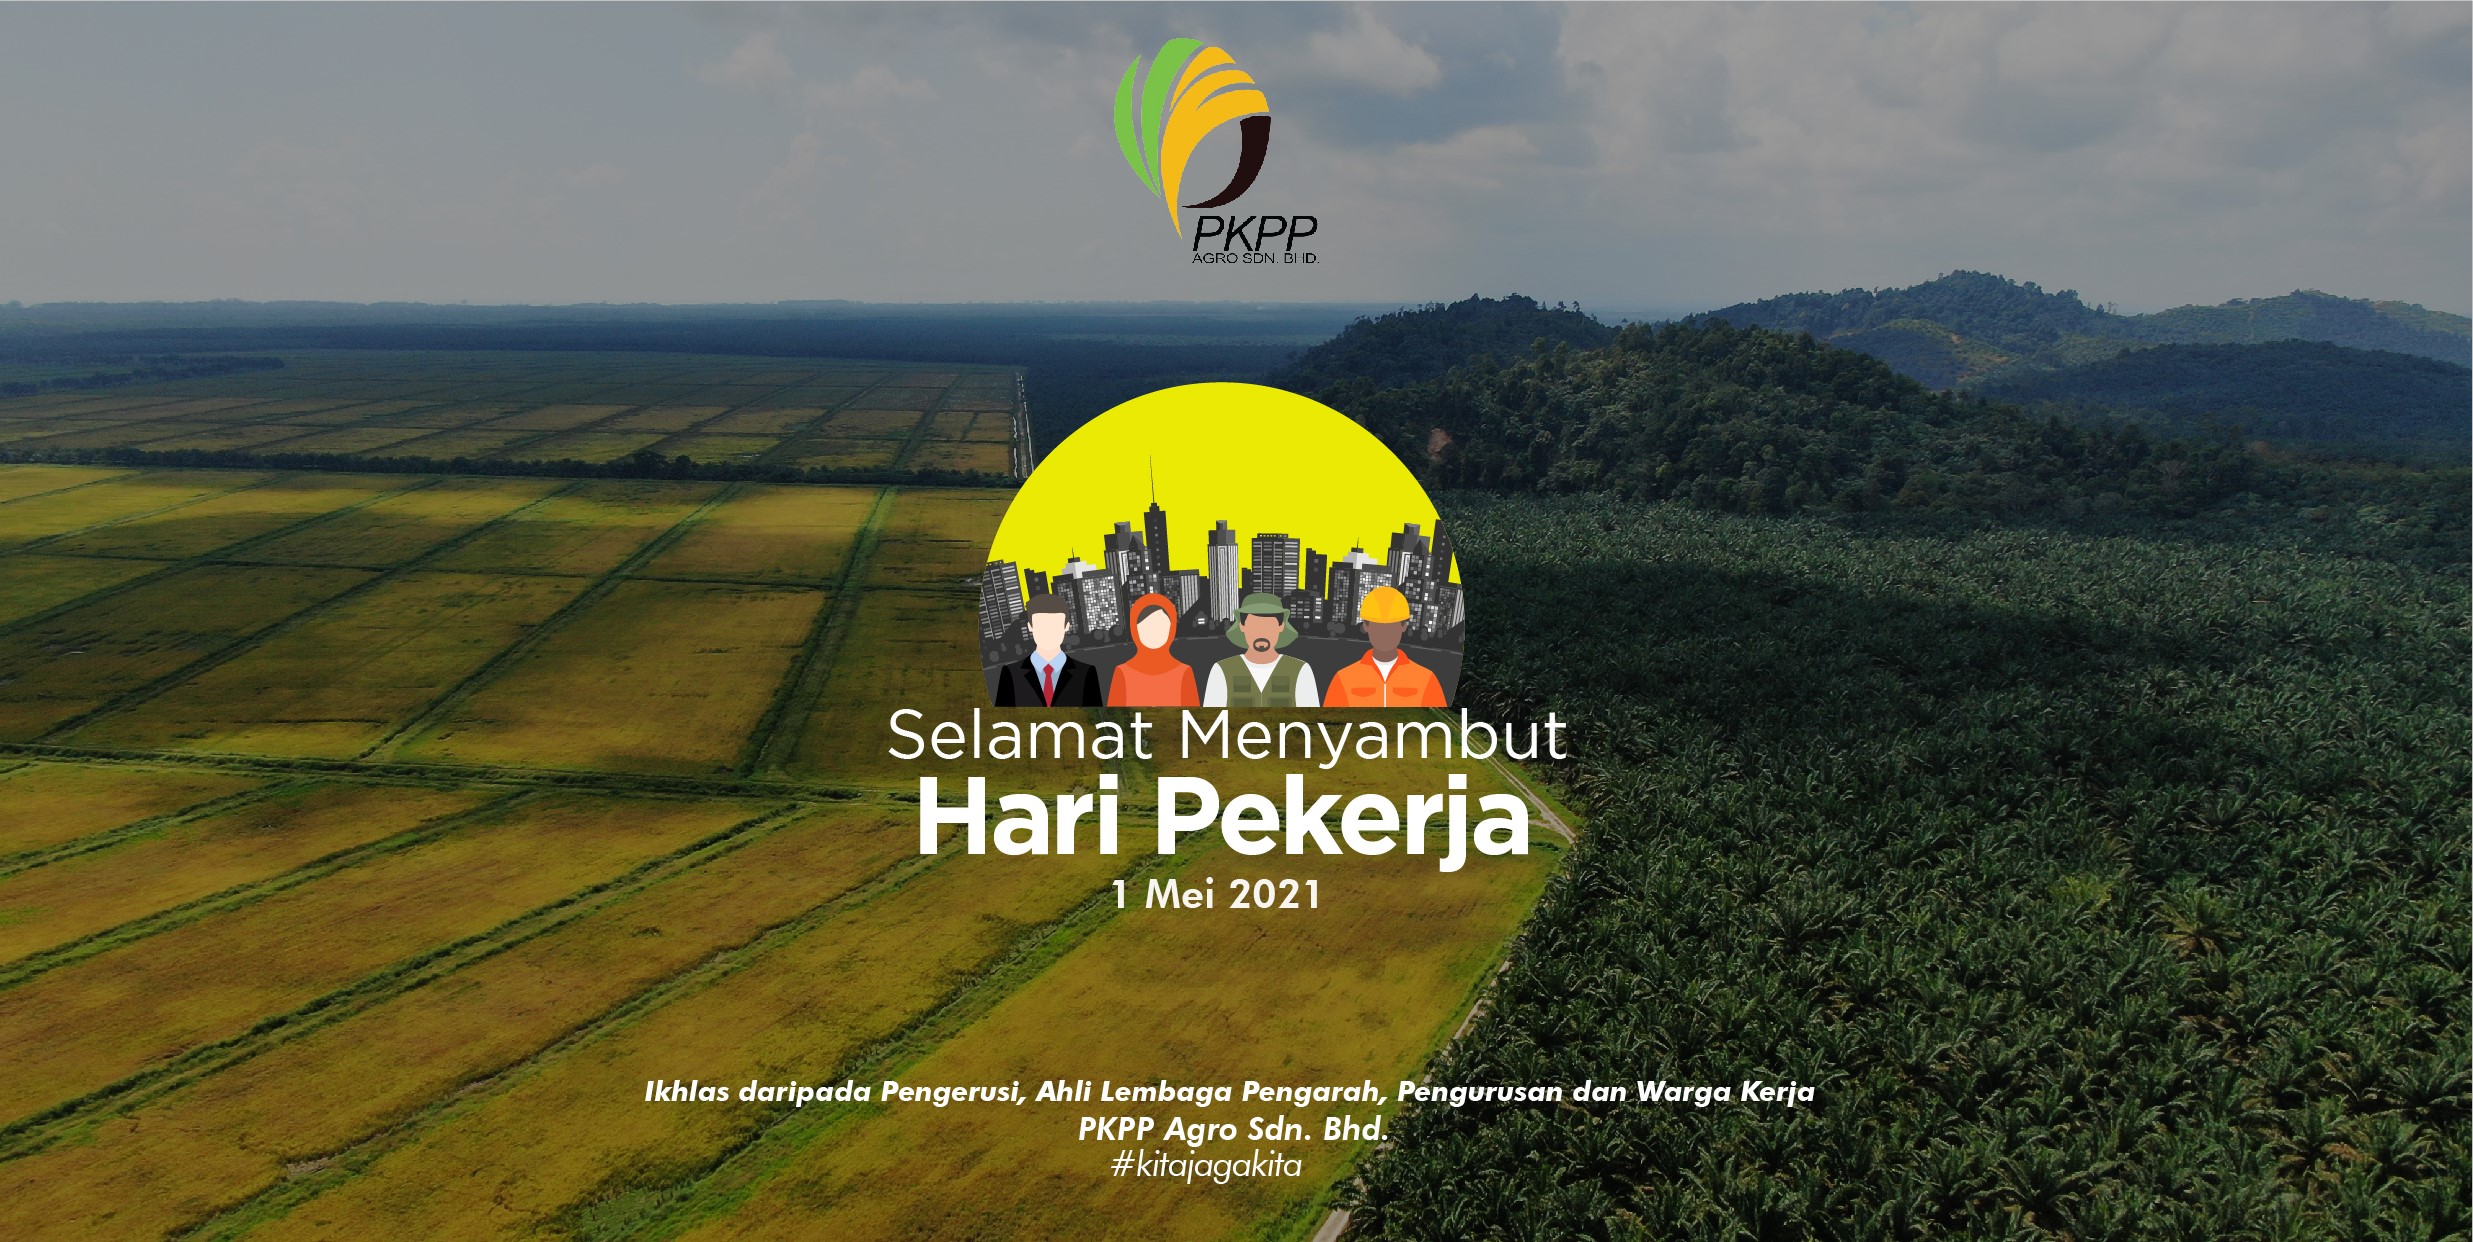 PKPP
AGRO SDN. BHD.
Selamat Menyambut
Hari Pekerja
1 Mei 2021
Ikhlas daripada Pengerusi, Ahli Lembaga Pengarah, Pengurusan dan Warga Kerja
PKPP Agro Sdn. Bhd.
#kitajagakita